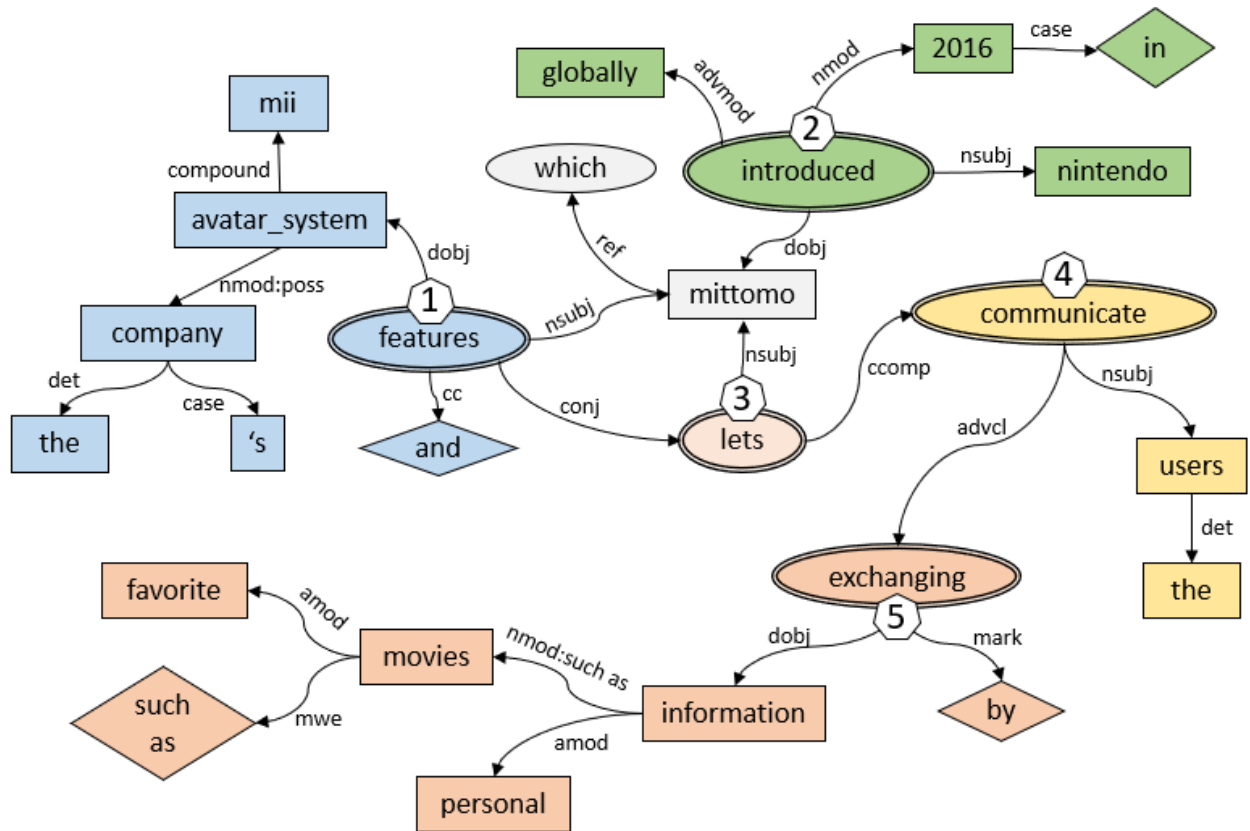 2016
case
in
globally
advmod
nmod
mii
2
introduced
which
nsubj
nintendo
compound
avatar_system
ref
dobj
dobj
nmod:poss
4
mittomo
1
communicate
company
features
nsubj
nsubj
ccomp
nsubj
det
case
cc
conj
3
the
's
and
lets
advcl
users
det
exchanging
the
favorite
amod
5
dobj
mark
nmod:such as
movies
such
as
mwe
information
by
amod
personal